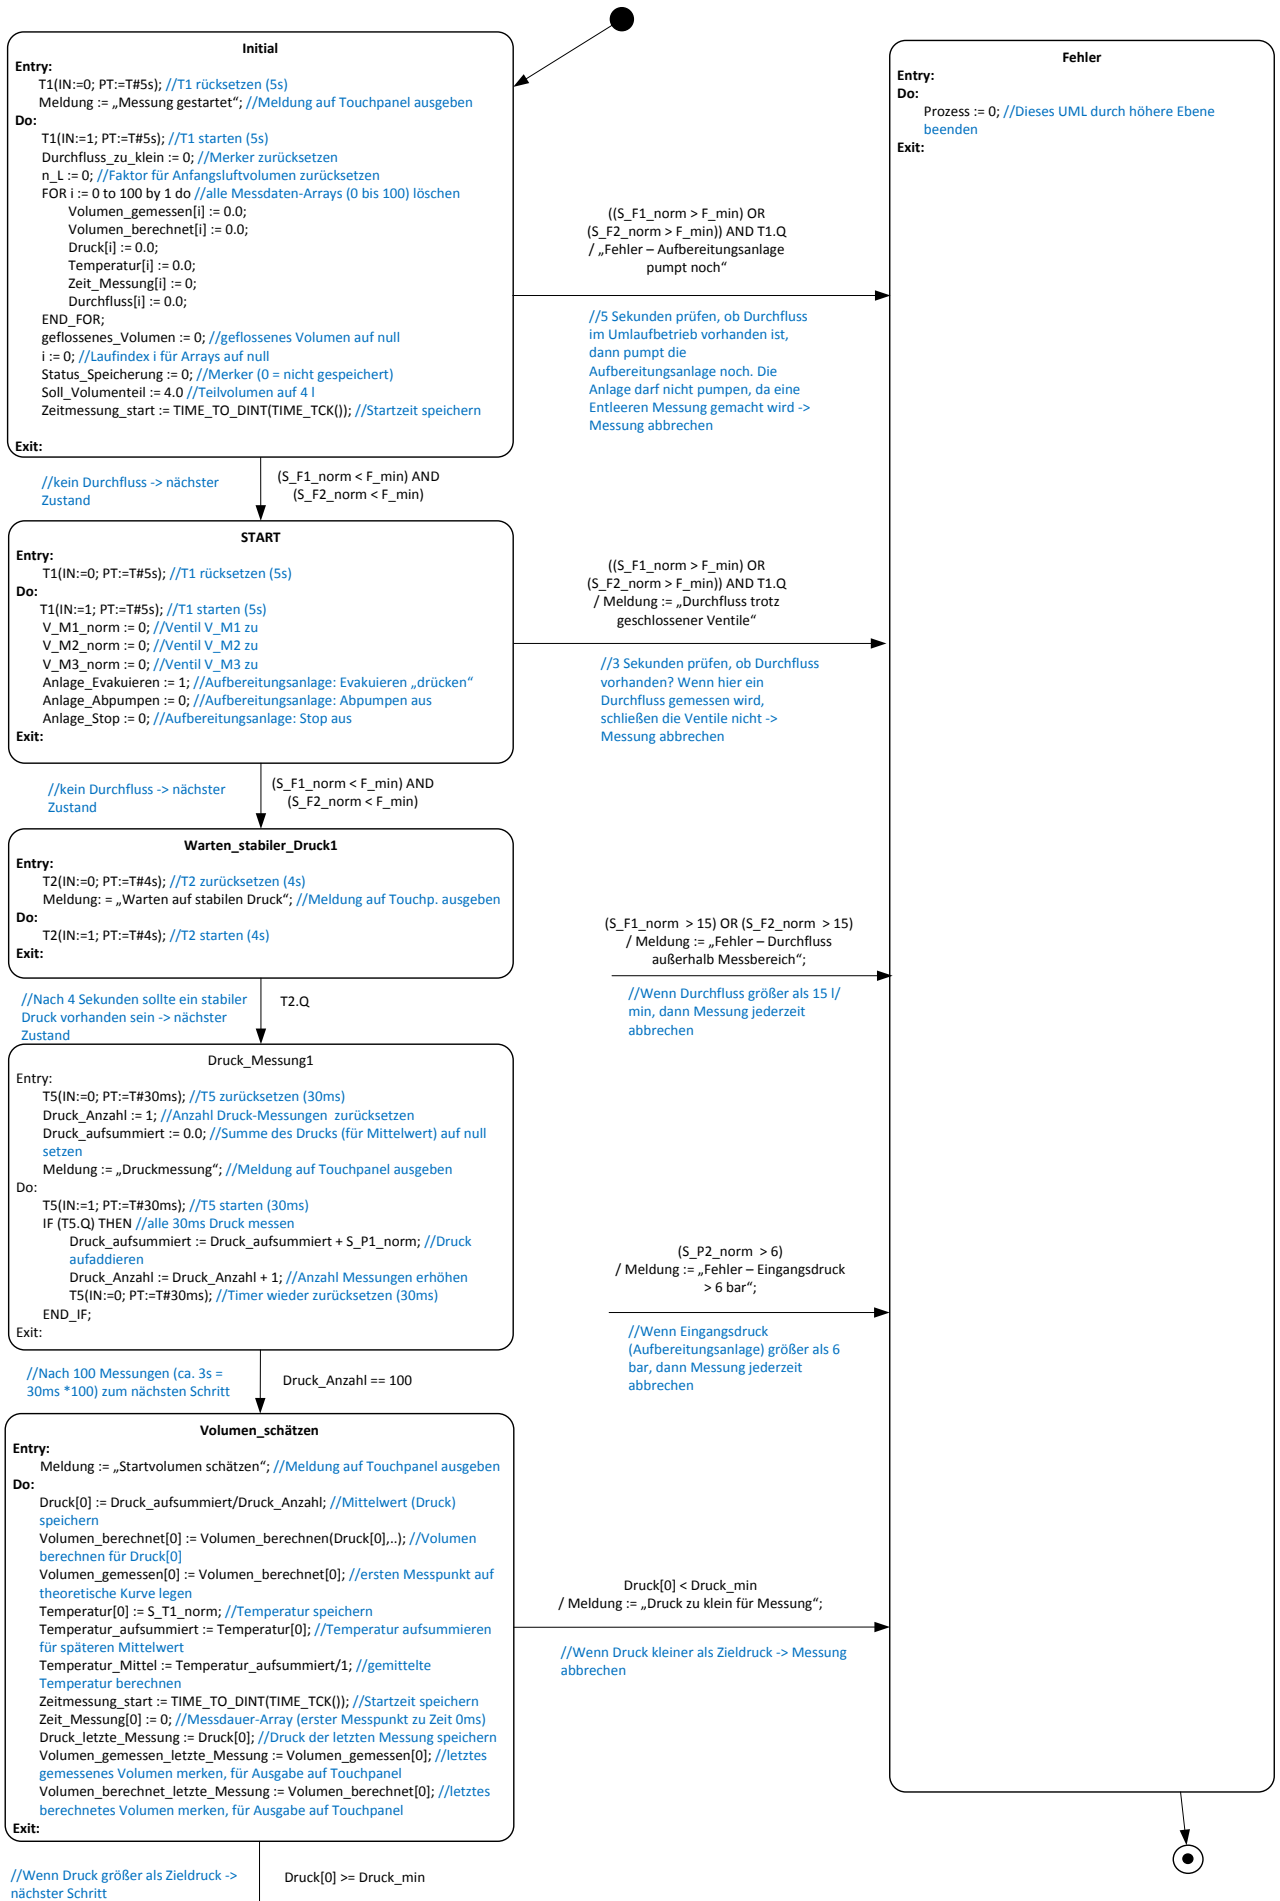 Initial
Entry:
T1(IN:=0; PT:=T#5s); //T1 rücksetzen (5s)
Meldung := „Messung gestartet“; //Meldung auf Touchpanel ausgeben
Do:
T1(IN:=1; PT:=T#5s); //T1 starten (5s)
Durchfluss_zu_klein := 0; //Merker zurücksetzen
n_L := 0; //Faktor für Anfangsluftvolumen zurücksetzen
FOR i := 0 to 100 by 1 do //alle Messdaten-Arrays (0 bis 100) löschen
Volumen_gemessen[i] := 0.0;
Volumen_berechnet[i] := 0.0;
Druck[i] := 0.0;
Temperatur[i] := 0.0;
Zeit_Messung[i] := 0;
Durchfluss[i] := 0.0;
END_FOR;
geflossenes_Volumen := 0; //geflossenes Volumen auf null
i := 0; //Laufindex i für Arrays auf null
Status_Speicherung := 0; //Merker (0 = nicht gespeichert)
Soll_Volumenteil := 4.0 //Teilvolumen auf 4 l
Zeitmessung_start := TIME_TO_DINT(TIME_TCK()); //Startzeit speichern
Exit:
((S_F1_norm > F_min) OR
(S_F2_norm > F_min)) AND T1.Q
/ „Fehler – Aufbereitungsanlage
pumpt noch“
//5 Sekunden prüfen, ob Durchfluss
im Umlaufbetrieb vorhanden ist,
dann pumpt die
Aufbereitungsanlage noch. Die
Anlage darf nicht pumpen, da eine
Entleeren Messung gemacht wird ->
Messung abbrechen
Fehler
Entry:
Do:
Prozess := 0; //Dieses UML durch höhere Ebene
beenden
Exit:
//kein Durchfluss -> nächster
Zustand
(S_F1_norm < F_min) AND
(S_F2_norm < F_min)
START
Entry:
T1(IN:=0; PT:=T#5s); //T1 rücksetzen (5s)
Do:
T1(IN:=1; PT:=T#5s); //T1 starten (5s)
V_M1_norm := 0; //Ventil V_M1 zu
V_M2_norm := 0; //Ventil V_M2 zu
V_M3_norm := 0; //Ventil V_M3 zu
Anlage_Evakuieren := 1; //Aufbereitungsanlage: Evakuieren „drücken“
Anlage_Abpumpen := 0; //Aufbereitungsanlage: Abpumpen aus
Anlage_Stop := 0; //Aufbereitungsanlage: Stop aus
Exit:
((S_F1_norm > F_min) OR
(S_F2_norm > F_min)) AND T1.Q
/ Meldung := „Durchfluss trotz
geschlossener Ventile“
//3 Sekunden prüfen, ob Durchfluss
vorhanden? Wenn hier ein
Durchfluss gemessen wird,
schließen die Ventile nicht ->
Messung abbrechen
//kein Durchfluss -> nächster
Zustand
(S_F1_norm < F_min) AND
(S_F2_norm < F_min)
Warten_stabiler_Druck1
Entry:
T2(IN:=0; PT:=T#4s); //T2 zurücksetzen (4s)
Meldung: = „Warten auf stabilen Druck“; //Meldung auf Touchp. ausgeben
Do:
T2(IN:=1; PT:=T#4s); //T2 starten (4s)
Exit:
(S_F1_norm > 15) OR (S_F2_norm > 15)
/ Meldung := „Fehler – Durchfluss
außerhalb Messbereich“;
//Wenn Durchfluss größer als 15 l/
min, dann Messung jederzeit
abbrechen
//Nach 4 Sekunden sollte ein stabiler
Druck vorhanden sein -> nächster
Zustand
T2.Q
Druck_Messung1
Entry:
T5(IN:=0; PT:=T#30ms); //T5 zurücksetzen (30ms)
Druck_Anzahl := 1; //Anzahl Druck-Messungen zurücksetzen
Druck_aufsummiert := 0.0; //Summe des Drucks (für Mittelwert) auf null
setzen
Meldung := „Druckmessung“; //Meldung auf Touchpanel ausgeben
Do:
T5(IN:=1; PT:=T#30ms); //T5 starten (30ms)
IF (T5.Q) THEN //alle 30ms Druck messen
Druck_aufsummiert := Druck_aufsummiert + S_P1_norm; //Druck
aufaddieren
Druck_Anzahl := Druck_Anzahl + 1; //Anzahl Messungen erhöhen
T5(IN:=0; PT:=T#30ms); //Timer wieder zurücksetzen (30ms)
END_IF;
Exit:
(S_P2_norm > 6)
/ Meldung := „Fehler – Eingangsdruck
> 6 bar“;
//Wenn Eingangsdruck
(Aufbereitungsanlage) größer als 6
bar, dann Messung jederzeit
abbrechen
//Nach 100 Messungen (ca. 3s =
30ms *100) zum nächsten Schritt
Druck_Anzahl == 100
Volumen_schätzen
Entry:
Meldung := „Startvolumen schätzen“; //Meldung auf Touchpanel ausgeben
Do:
Druck[0] := Druck_aufsummiert/Druck_Anzahl; //Mittelwert (Druck)
speichern
Volumen_berechnet[0] := Volumen_berechnen(Druck[0],..); //Volumen
berechnen für Druck[0]
Volumen_gemessen[0] := Volumen_berechnet[0]; //ersten Messpunkt auf
theoretische Kurve legen
Temperatur[0] := S_T1_norm; //Temperatur speichern
Temperatur_aufsummiert := Temperatur[0]; //Temperatur aufsummieren
für späteren Mittelwert
Temperatur_Mittel := Temperatur_aufsummiert/1; //gemittelte
Temperatur berechnen
Zeitmessung_start := TIME_TO_DINT(TIME_TCK()); //Startzeit speichern
Zeit_Messung[0] := 0; //Messdauer-Array (erster Messpunkt zu Zeit 0ms)
Druck_letzte_Messung := Druck[0]; //Druck der letzten Messung speichern
Volumen_gemessen_letzte_Messung := Volumen_gemessen[0]; //letztes
gemessenes Volumen merken, für Ausgabe auf Touchpanel
Volumen_berechnet_letzte_Messung := Volumen_berechnet[0]; //letztes
berechnetes Volumen merken, für Ausgabe auf Touchpanel
Exit:
Druck[0] < Druck_min
/ Meldung := „Druck zu klein für Messung“;
//Wenn Druck kleiner als Zieldruck -> Messung
abbrechen
//Wenn Druck größer als Zieldruck ->
nächster Schritt
Druck[0] >= Druck_min